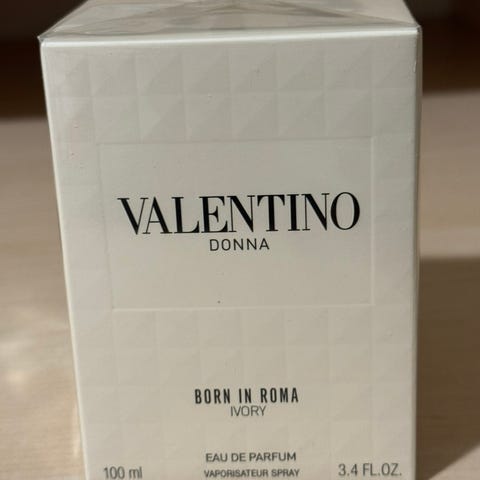 VALENTINO
DONNA
BORN IN ROMA
IVORY
EAU DE PARFUM
100 ml VAPORISATEUR SPRAY 3.4 FL.OZ.